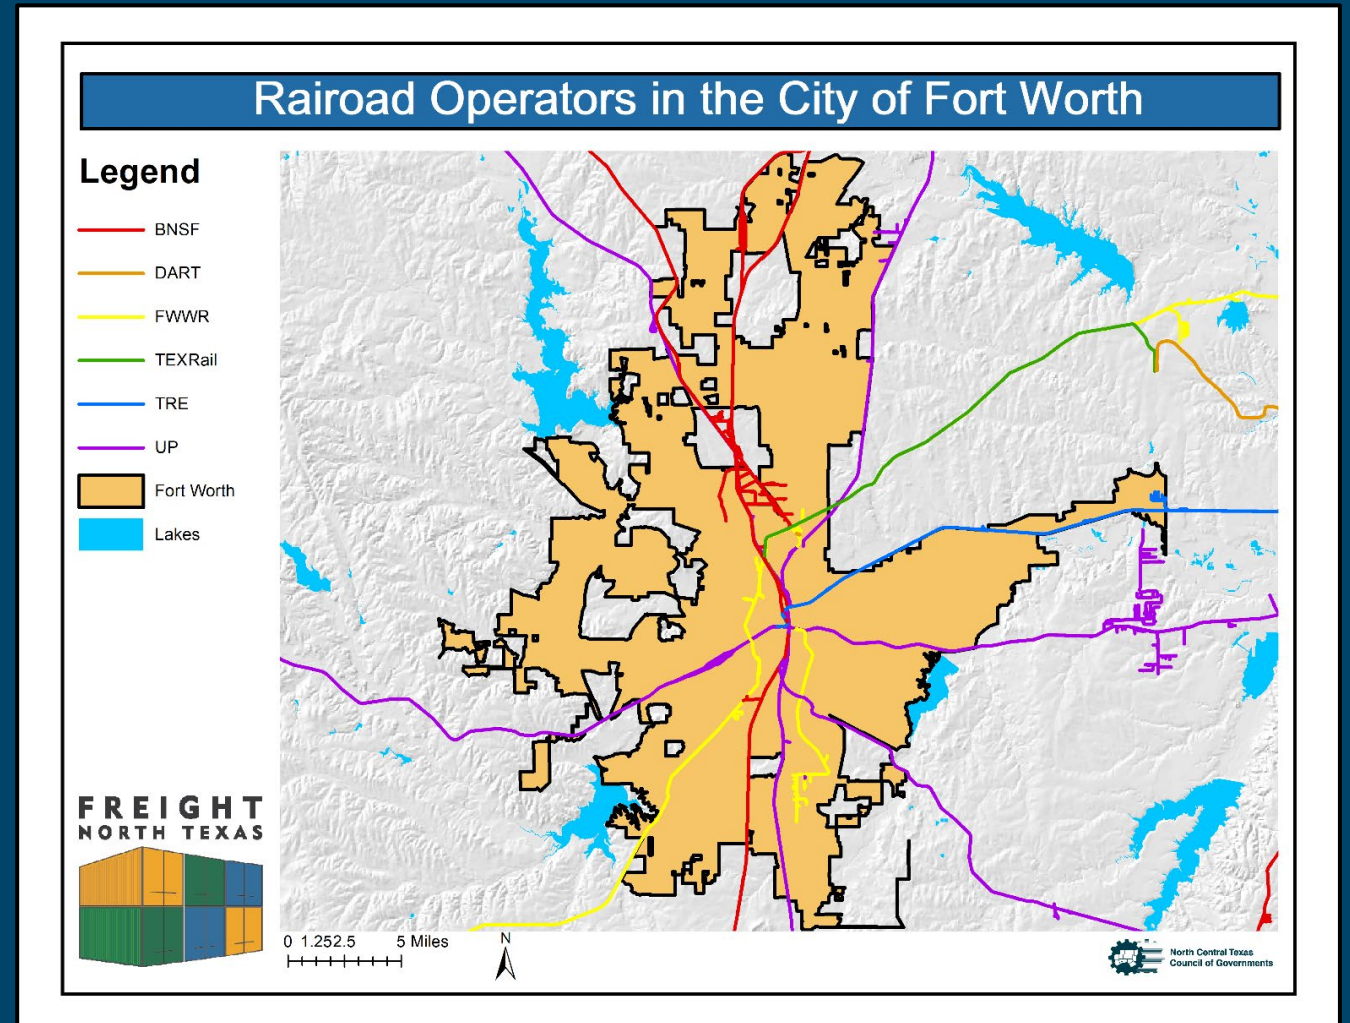 Rairoad Operators in the City of Fort Worth
Legend
BNSF
DART
FWWR
TEXRail
TRE
UP
Fort Worth
Lakes
FREIGHT
NORTH TEXAS
0 1.252.5 5 Miles
N
North Central Texas
Council of Governments